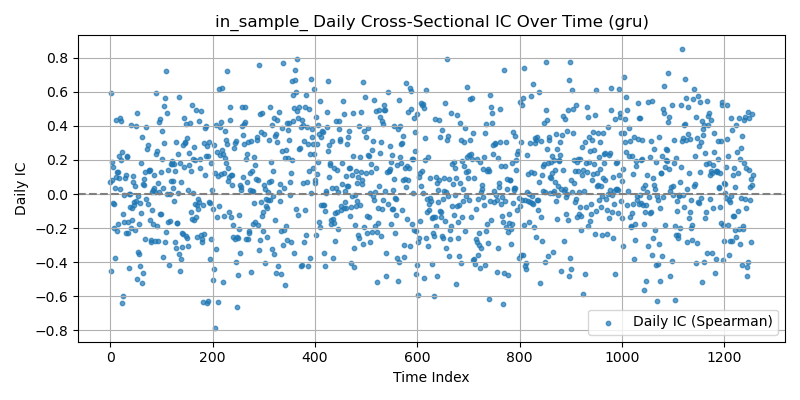 in_sample_ Daily Cross-Sectional IC Over Time (gru)
Daily IC
0.8
0.6
0.4
0.2
0.0
−0.2
−0.4
−0.6
−0.8
Daily IC (Spearman)
0 200 400 600 800 1000 1200
Time Index